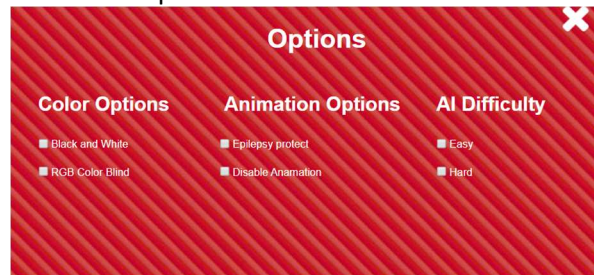 Options
Color Options
Animation Options
AI Difficulty
Black and White
Epilepsy protect
Easy
RGB Color Blind
Disable Anamation
Hard